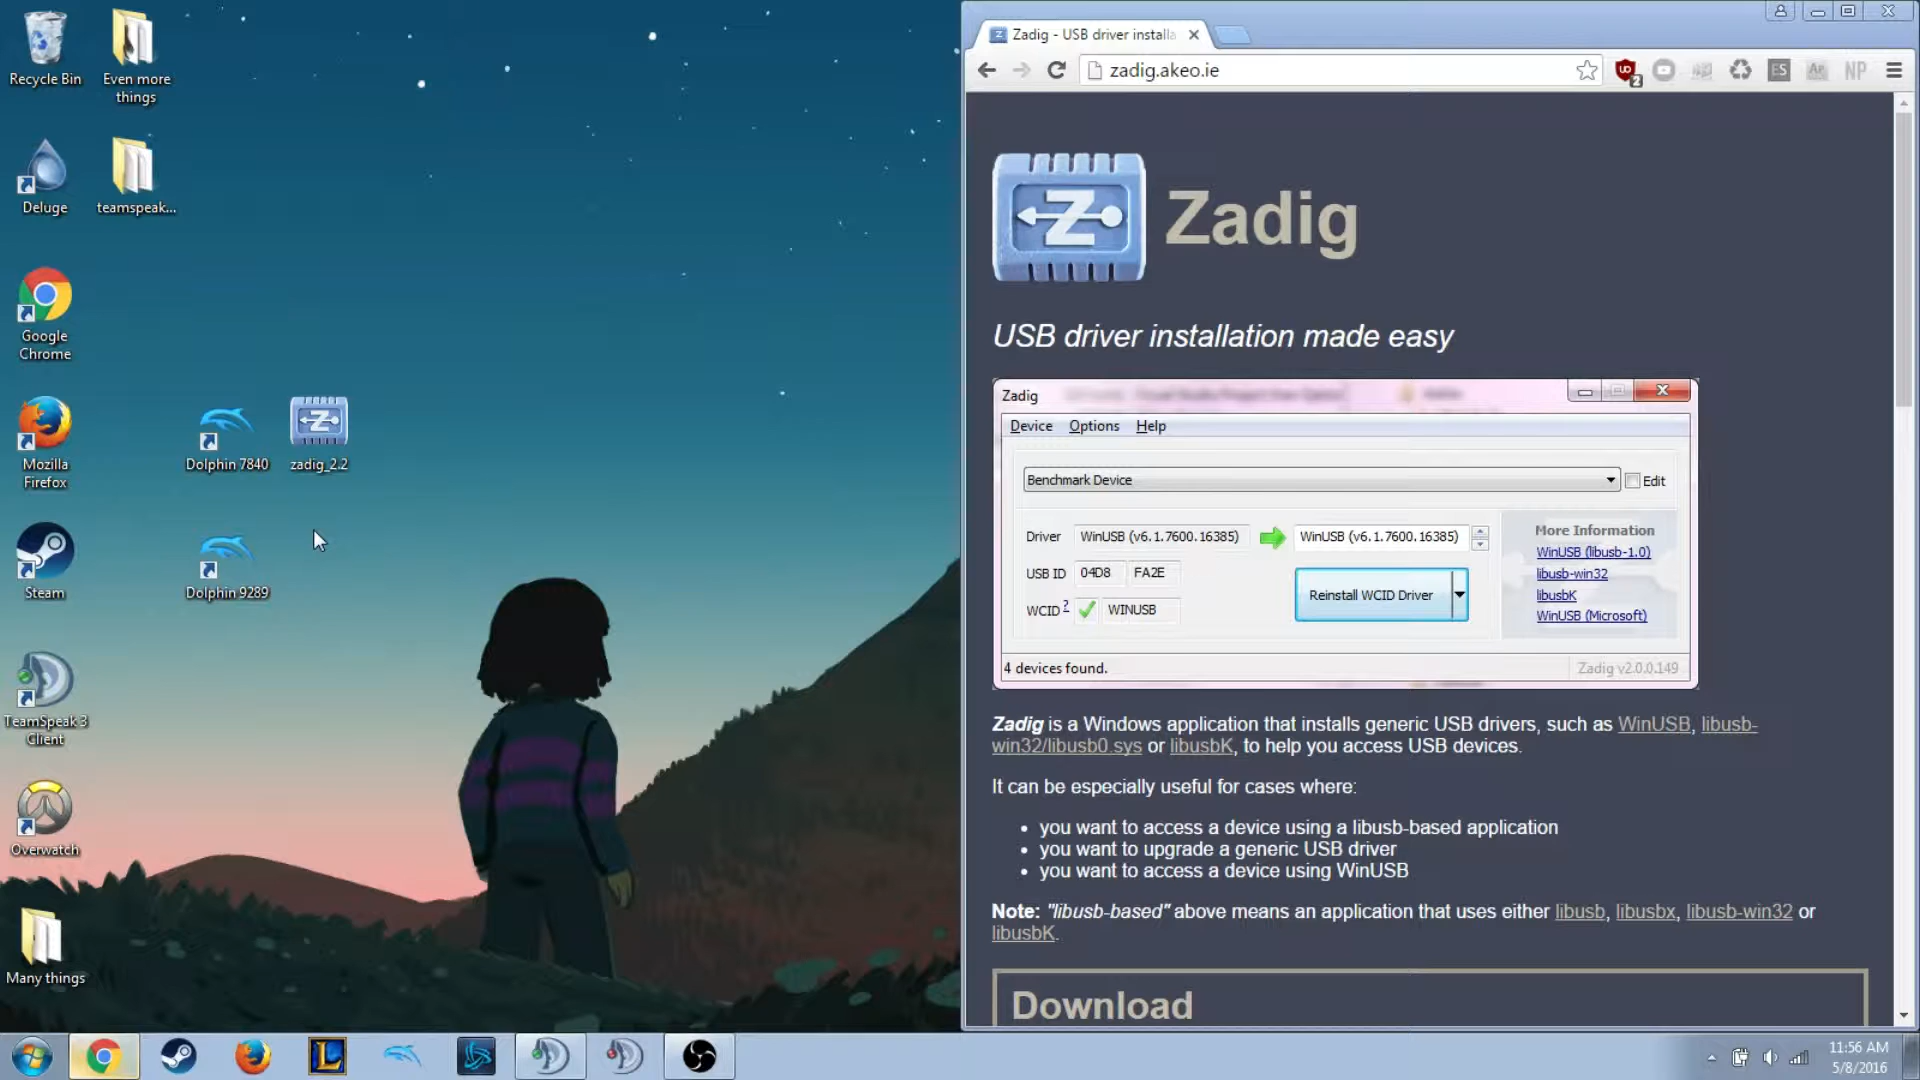 Recycle Bin
Even more
things
Deluge
teamspeak...
Google
Chrome
Mozilla
Firefox
Dolphin 7840
zadig_2.2
Steam
Dolphin 9289
TeamSpeak 3
Client
Overwatch
Many things
Zadig - USB driver installa
zadig.akeo.ie
2
ES
NP
Z
Zadig
USB driver installation made easy
Zadig
Device Options Help
Benchmark Device
Edit
Driver WinUSB (v6.1.7600.16385) WinUSB (v6.1.7600.16385)
USB ID 04D8 FA2E
WCID ? WINUSB
Reinstall WCID Driver
More Information
WinUSB (libusb-1.0)
libusb-win32
libusbK
WinUSB (Microsoft)
4 devices found.
Zadig v2.0.0.149
Zadig is a Windows application that installs generic USB drivers, such as WinUSB, libusb-
win32/libusb0.sys or libusbK, to help you access USB devices.
It can be especially useful for cases where:
• you want to access a device using a libusb-based application
• you want to upgrade a generic USB driver
• you want to access a device using WinUSB
Note: "libusb-based" above means an application that uses either libusb, libusbx, libusb-win32 or
libusbK.
Download
L
11:56 AM
5/8/2016